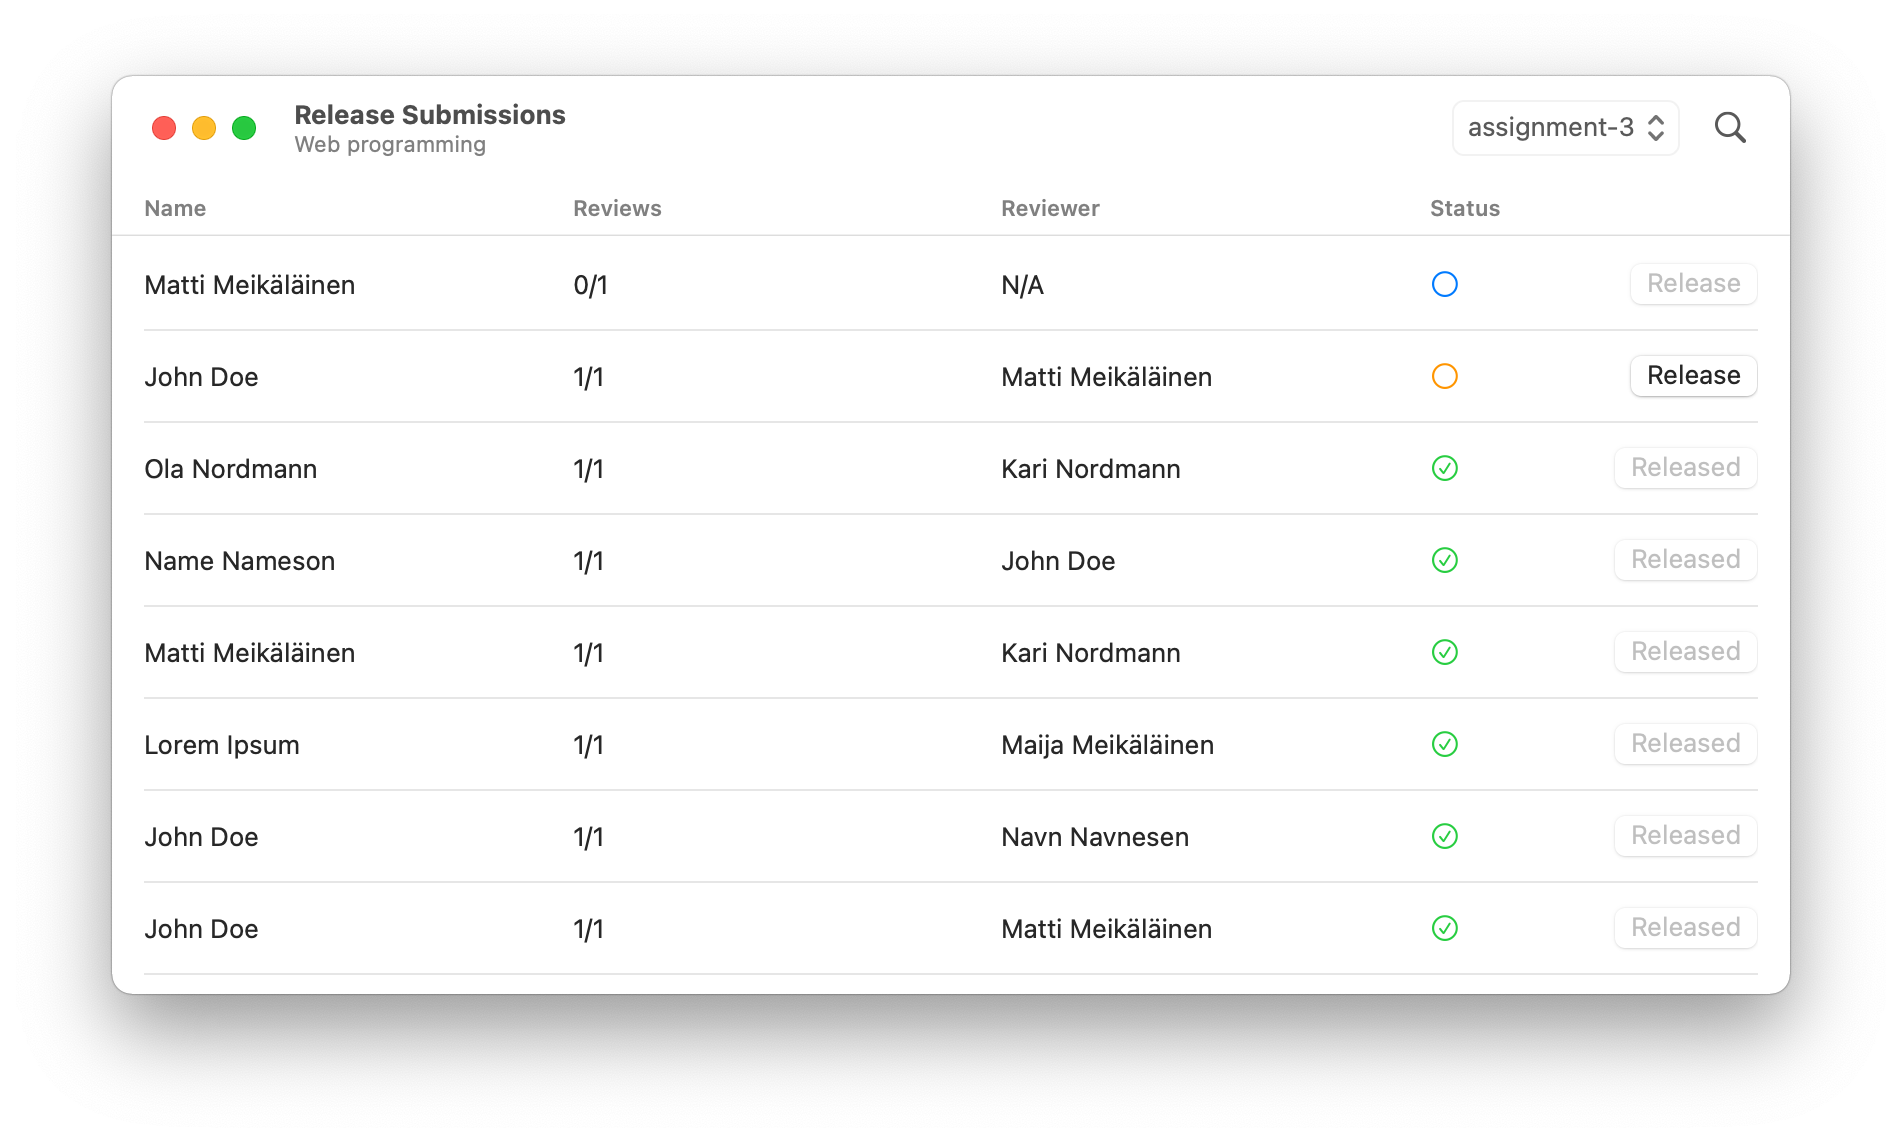 Release Submissions
Web programming
assignment-3
Name Reviews Reviewer Status
Matti Meikäläinen 0/1 N/A Release
John Doe 1/1 Matti Meikäläinen Release
Ola Nordmann 1/1 Kari Nordmann Released
Name Nameson 1/1 John Doe Released
Matti Meikäläinen 1/1 Kari Nordmann Released
Lorem Ipsum 1/1 Maija Meikäläinen Released
John Doe 1/1 Navn Navnesen Released
John Doe 1/1 Matti Meikäläinen Released